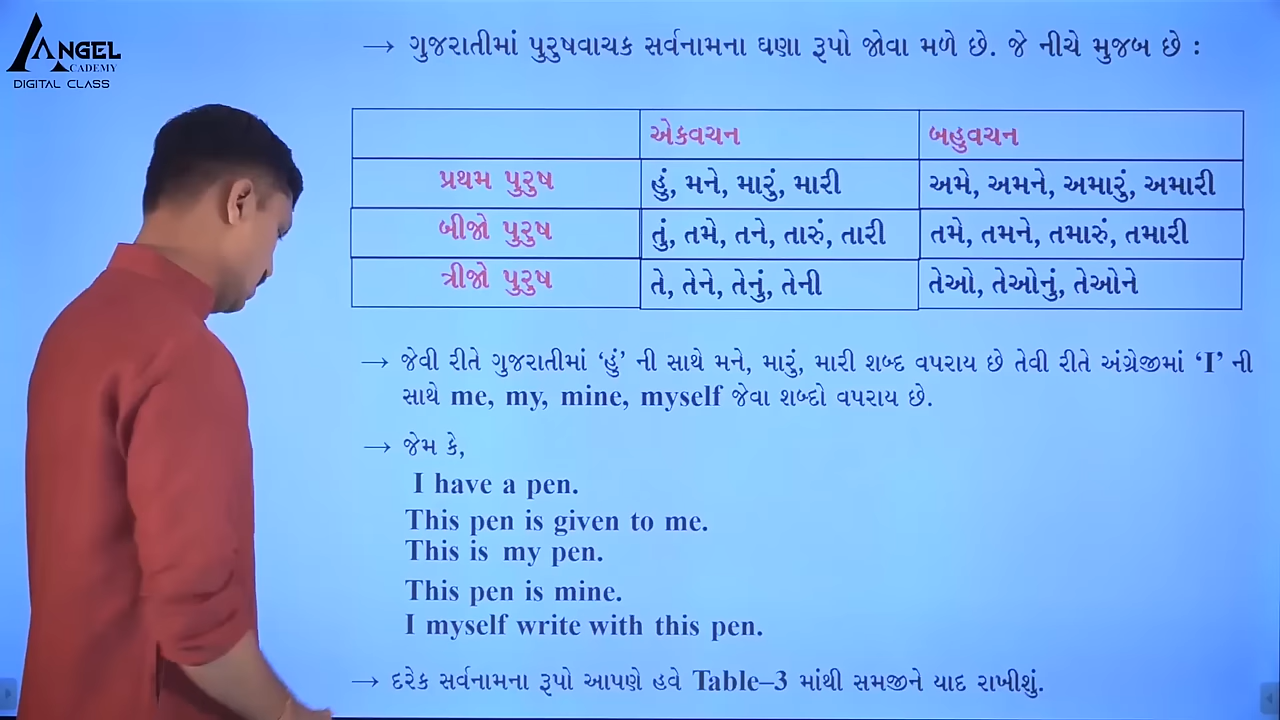 ANGEL
ACADEMY
DIGITAL CLASS
→ ગુજરાતીમાં પુરુષવાચક સર્વનામના ઘણા રૂપો જોવા મળે છે. જે નીચે મુજબ છે :
એકવચન બહુવચન
પ્રથમ પુરુષ હું, મને, મારું, મારી અમે, અમને, અમારું, અમારી
બીજો પુરુષ તું, તમે, તને, તારું, તારી તમે, તમને, તમારું, તમારી
ત્રીજો પુરુષ તે, તેને, તેનું, તેની તેઓ, તેઓનું, તેઓને
→ જેવી રીતે ગુજરાતીમાં ‘હું’ ની સાથે મને, મારું, મારી શબ્દ વપરાય છે તેવી રીતે અંગ્રેજીમાં ‘I’ ની
સાથે me, my, mine, myself જેવા શબ્દો વપરાય છે.
→ જેમ કે,
I have a pen.
This pen is given to me.
This is my pen.
This pen is mine.
I myself write with this pen.
→ દરેક સર્વનામના રૂપો આપણે હવે Table–3 માંથી સમજીને યાદ રાખીશું.